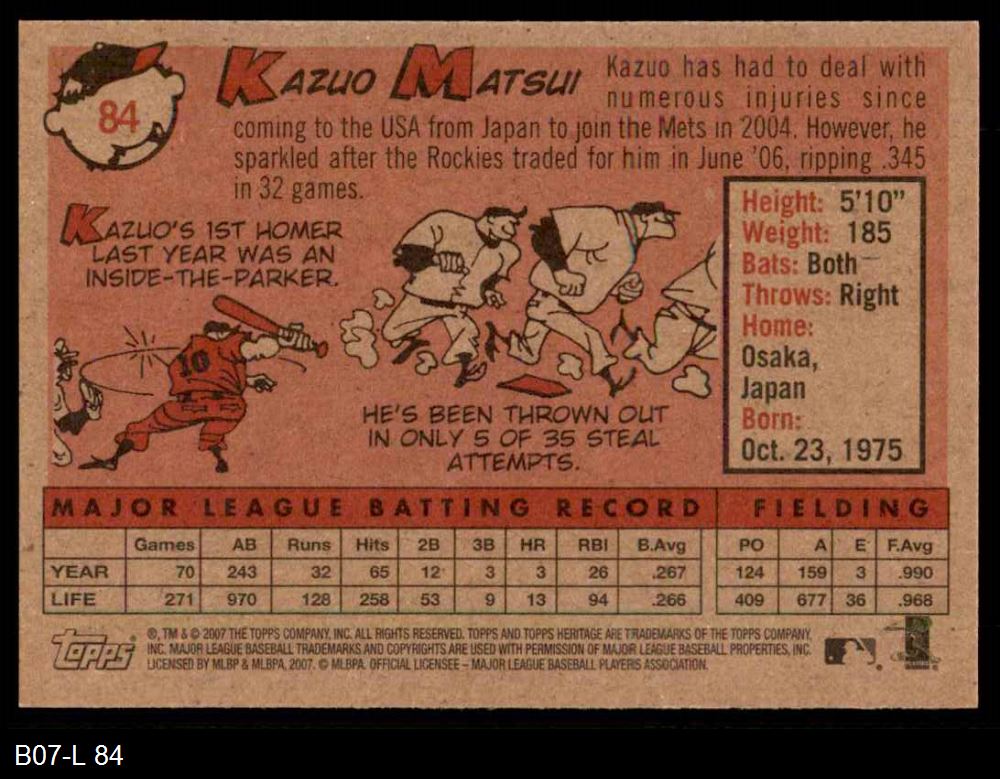 84
KAZUO MATSUI
Kazuo has had to deal with
numerous injuries since
coming to the USA from Japan to join the Mets in 2004. However, he
sparkled after the Rockies traded for him in June '06, ripping .345
in 32 games.
KAZUO'S 1ST HOMER
LAST YEAR WAS AN
INSIDE-THE-PARKER.
10
HE'S BEEN THROWN OUT
IN ONLY 5 OF 35 STEAL
ATTEMPTS.
Height: 5'10"
Weight: 185
Bats: Both
Throws: Right
Home:
Osaka,
Japan
Born:
Oct. 23, 1975
MAJOR LEAGUE BATTING RECORD FIELDING
Games AB Runs Hits 2B 3B HR RBI B.Avg PO A E F.Avg
YEAR 70 243 32 65 12 3 3 26 .267 124 159 3 .990
LIFE 271 970 128 258 53 9 13 94 .266 409 677 36 .968
Topps
®, TM & © 2007 THE TOPPS COMPANY, INC. ALL RIGHTS RESERVED. TOPPS AND TOPPS HERITAGE ARE TRADEMARKS OF THE TOPPS COMPANY,
INC. MAJOR LEAGUE BASEBALL TRADEMARKS AND COPYRIGHTS ARE USED WITH PERMISSION OF MAJOR LEAGUE BASEBALL PROPERTIES, INC.
LICENSED BY MLBP & MLBPA, 2007. © MLBPA. OFFICIAL LICENSEE – MAJOR LEAGUE BASEBALL PLAYERS ASSOCIATION.
B07-L 84